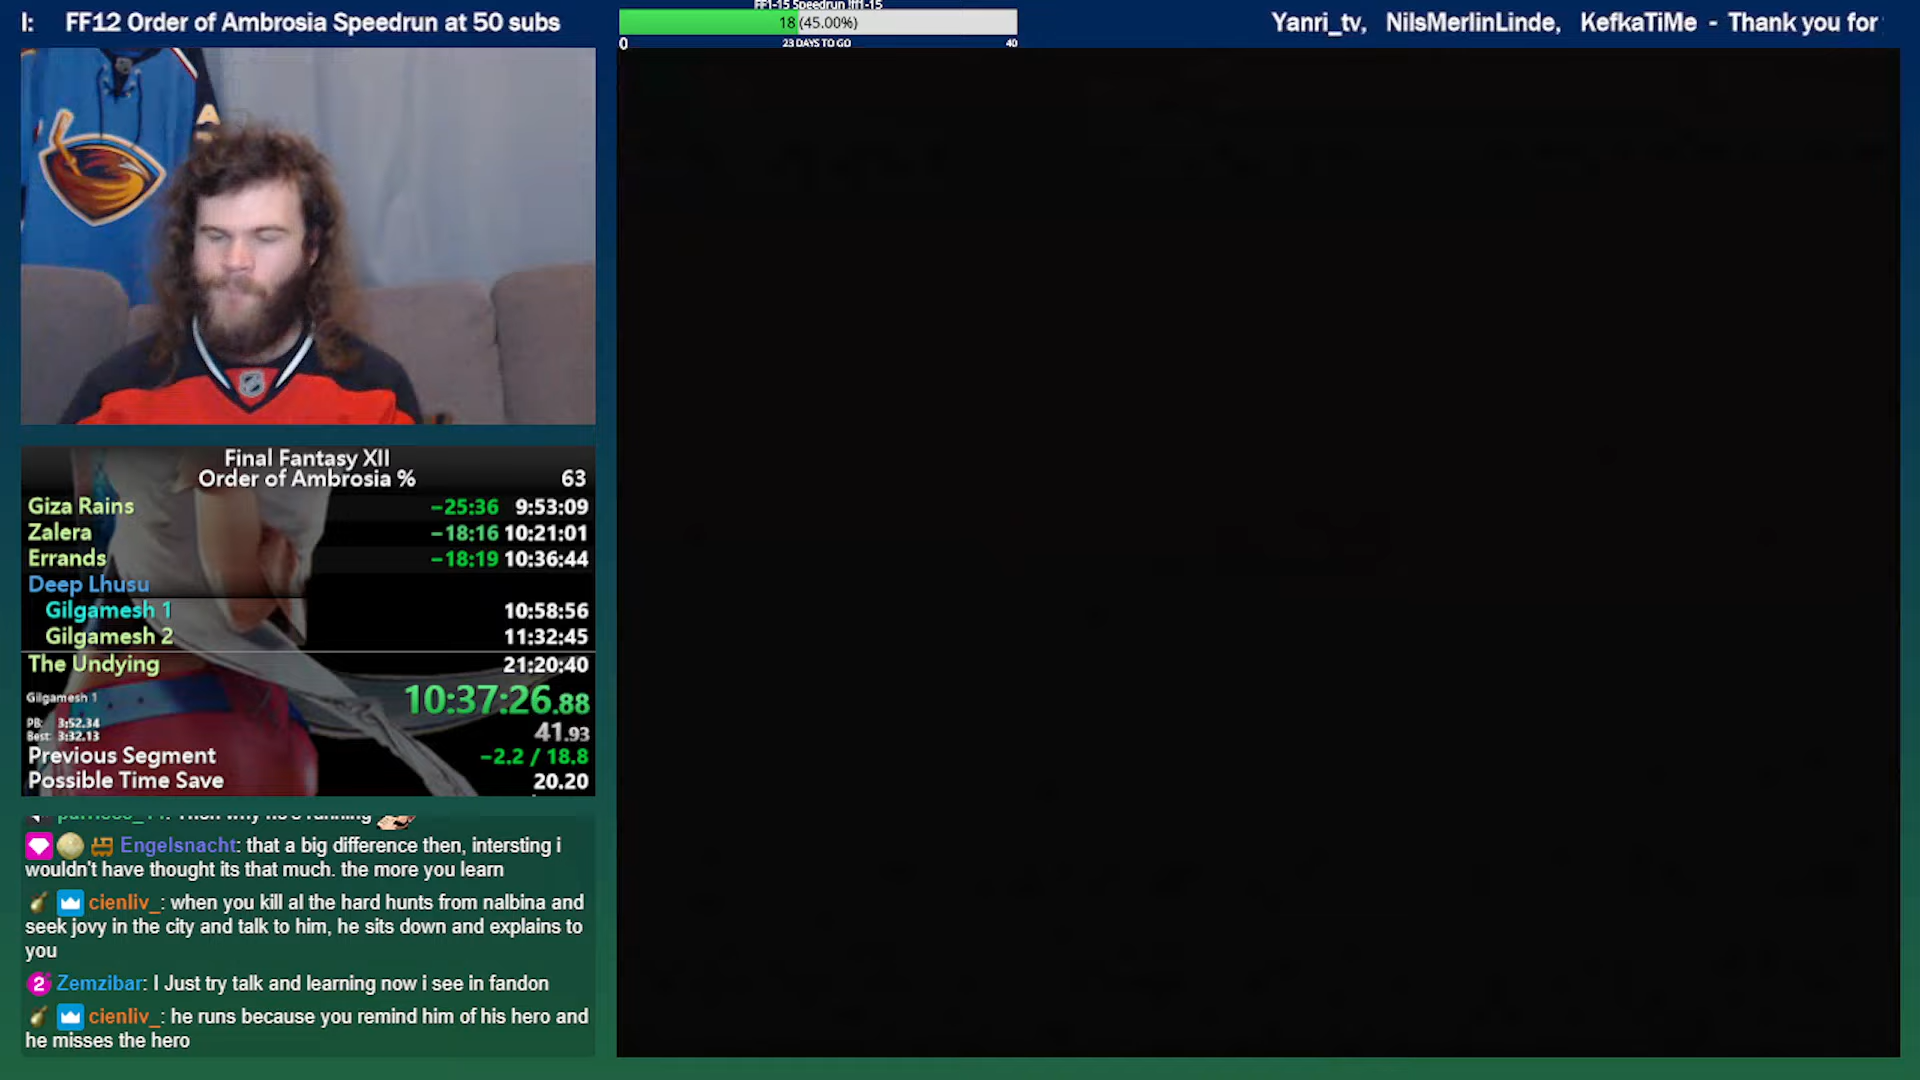 I:     FF12 Order of Ambrosia Speedrun at 50 subs
FF1-15 Speedrun !ff1-15
18 (45.00%)
0
23 DAYS TO GO
40
Yanri_tv,   NilsMerlinLinde,   KefkaTiMe  -  Thank you for
Final Fantasy XII
Order of Ambrosia %
63
Giza Rains −25:36 9:53:09
Zalera −18:16 10:21:01
Errands −18:19 10:36:44
Deep Lhusu
Gilgamesh 1 10:58:56
Gilgamesh 2 11:32:45
The Undying 21:20:40
Gilgamesh 1
10:37:26.88
PB: 3:52.34
Best: 3:32.13
41.93
Previous Segment −2.2 / 18.8
Possible Time Save 20.20
Engelsnacht: that a big difference then, intersting i
wouldn't have thought its that much. the more you learn
cienliv_: when you kill al the hard hunts from nalbina and
seek jovy in the city and talk to him, he sits down and explains to
you
2 Zemzibar: I Just try talk and learning now i see in fandon
cienliv_: he runs because you remind him of his hero and
he misses the hero